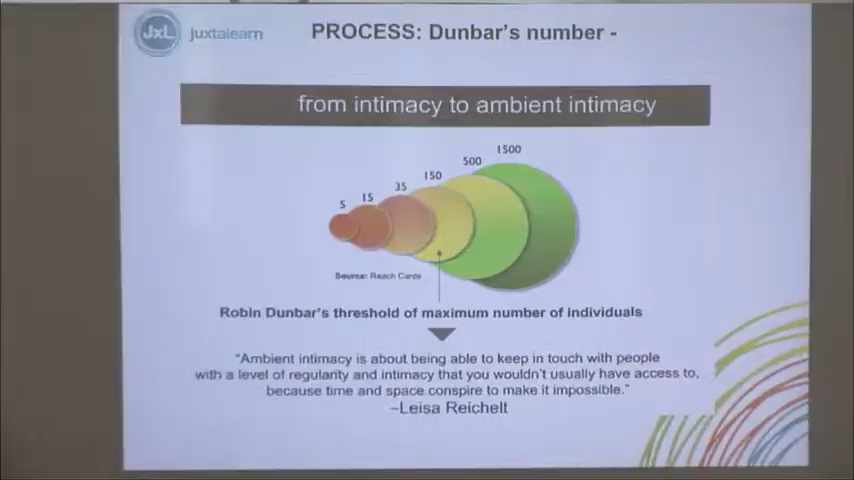 JxL juxtalearn
PROCESS: Dunbar's number -
from intimacy to ambient intimacy
5 15 35 150 500 1500
Source: Reach Cards
Robin Dunbar's threshold of maximum number of individuals
"Ambient intimacy is about being able to keep in touch with people
with a level of regularity and intimacy that you wouldn't usually have access to,
because time and space conspire to make it impossible."
–Leisa Reichelt